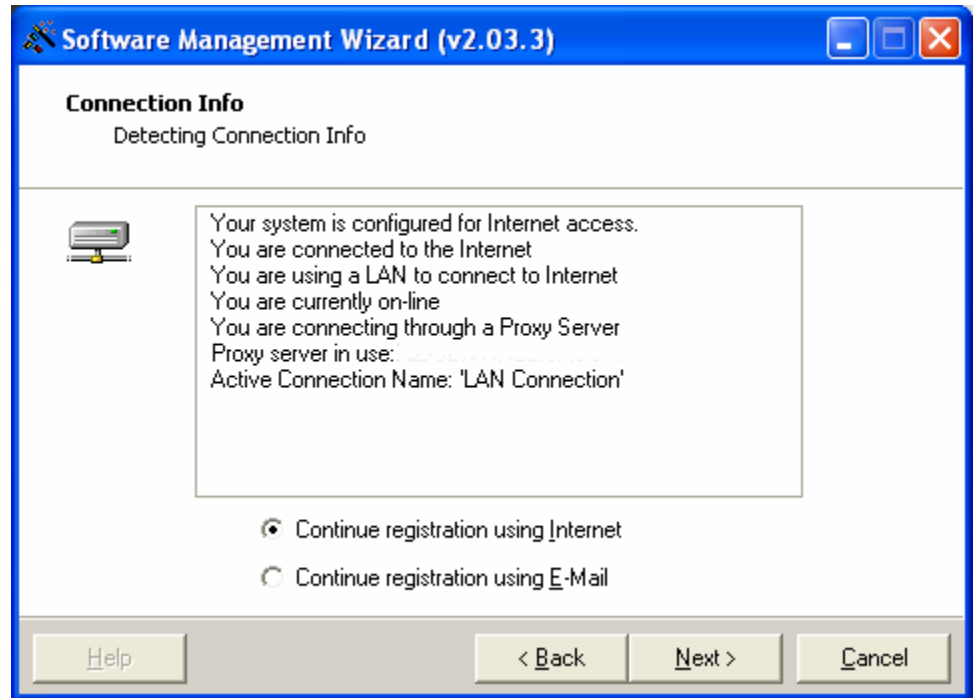 Software Management Wizard (v2.03.3)
Connection Info
Detecting Connection Info
Your system is configured for Internet access.
You are connected to the Internet
You are using a LAN to connect to Internet
You are currently on-line
You are connecting through a Proxy Server
Proxy server in use:
Active Connection Name: 'LAN Connection'
Continue registration using Internet
Continue registration using E-Mail
Help < Back Next > Cancel